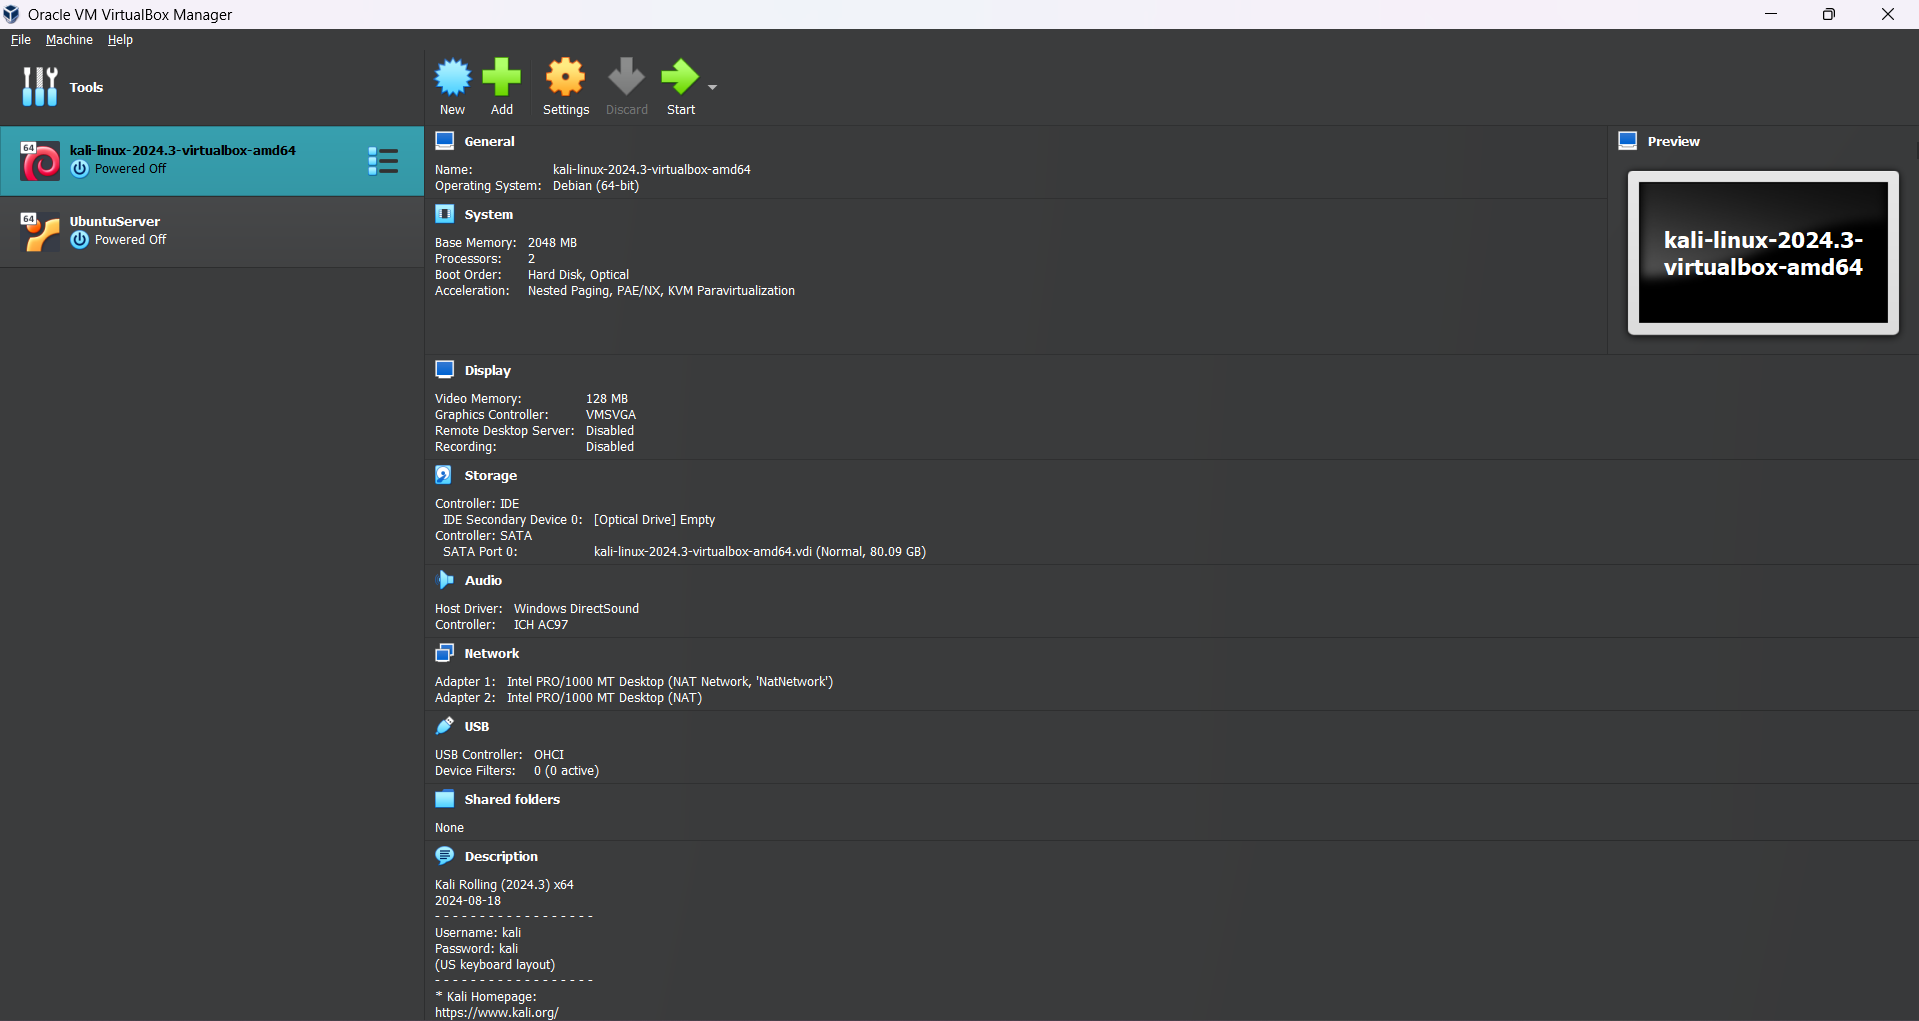 Oracle VM VirtualBox Manager
File Machine Help
Tools
New Add Settings Discard Start
64
kali-linux-2024.3-virtualbox-amd64
Powered Off
64
UbuntuServer
Powered Off
General
Name: kali-linux-2024.3-virtualbox-amd64
Operating System: Debian (64-bit)
Preview
kali-linux-2024.3-
virtualbox-amd64
System
Base Memory: 2048 MB
Processors: 2
Boot Order: Hard Disk, Optical
Acceleration: Nested Paging, PAE/NX, KVM Paravirtualization
Display
Video Memory: 128 MB
Graphics Controller: VMSVGA
Remote Desktop Server: Disabled
Recording: Disabled
Storage
Controller: IDE
IDE Secondary Device 0: [Optical Drive] Empty
Controller: SATA
SATA Port 0: kali-linux-2024.3-virtualbox-amd64.vdi (Normal, 80.09 GB)
Audio
Host Driver: Windows DirectSound
Controller: ICH AC97
Network
Adapter 1: Intel PRO/1000 MT Desktop (NAT Network, 'NatNetwork')
Adapter 2: Intel PRO/1000 MT Desktop (NAT)
USB
USB Controller: OHCI
Device Filters: 0 (0 active)
Shared folders
None
Description
Kali Rolling (2024.3) x64
2024-08-18
- - - - - - - - - - - - - - - - - -
Username: kali
Password: kali
(US keyboard layout)
- - - - - - - - - - - - - - - - - -
* Kali Homepage:
https://www.kali.org/